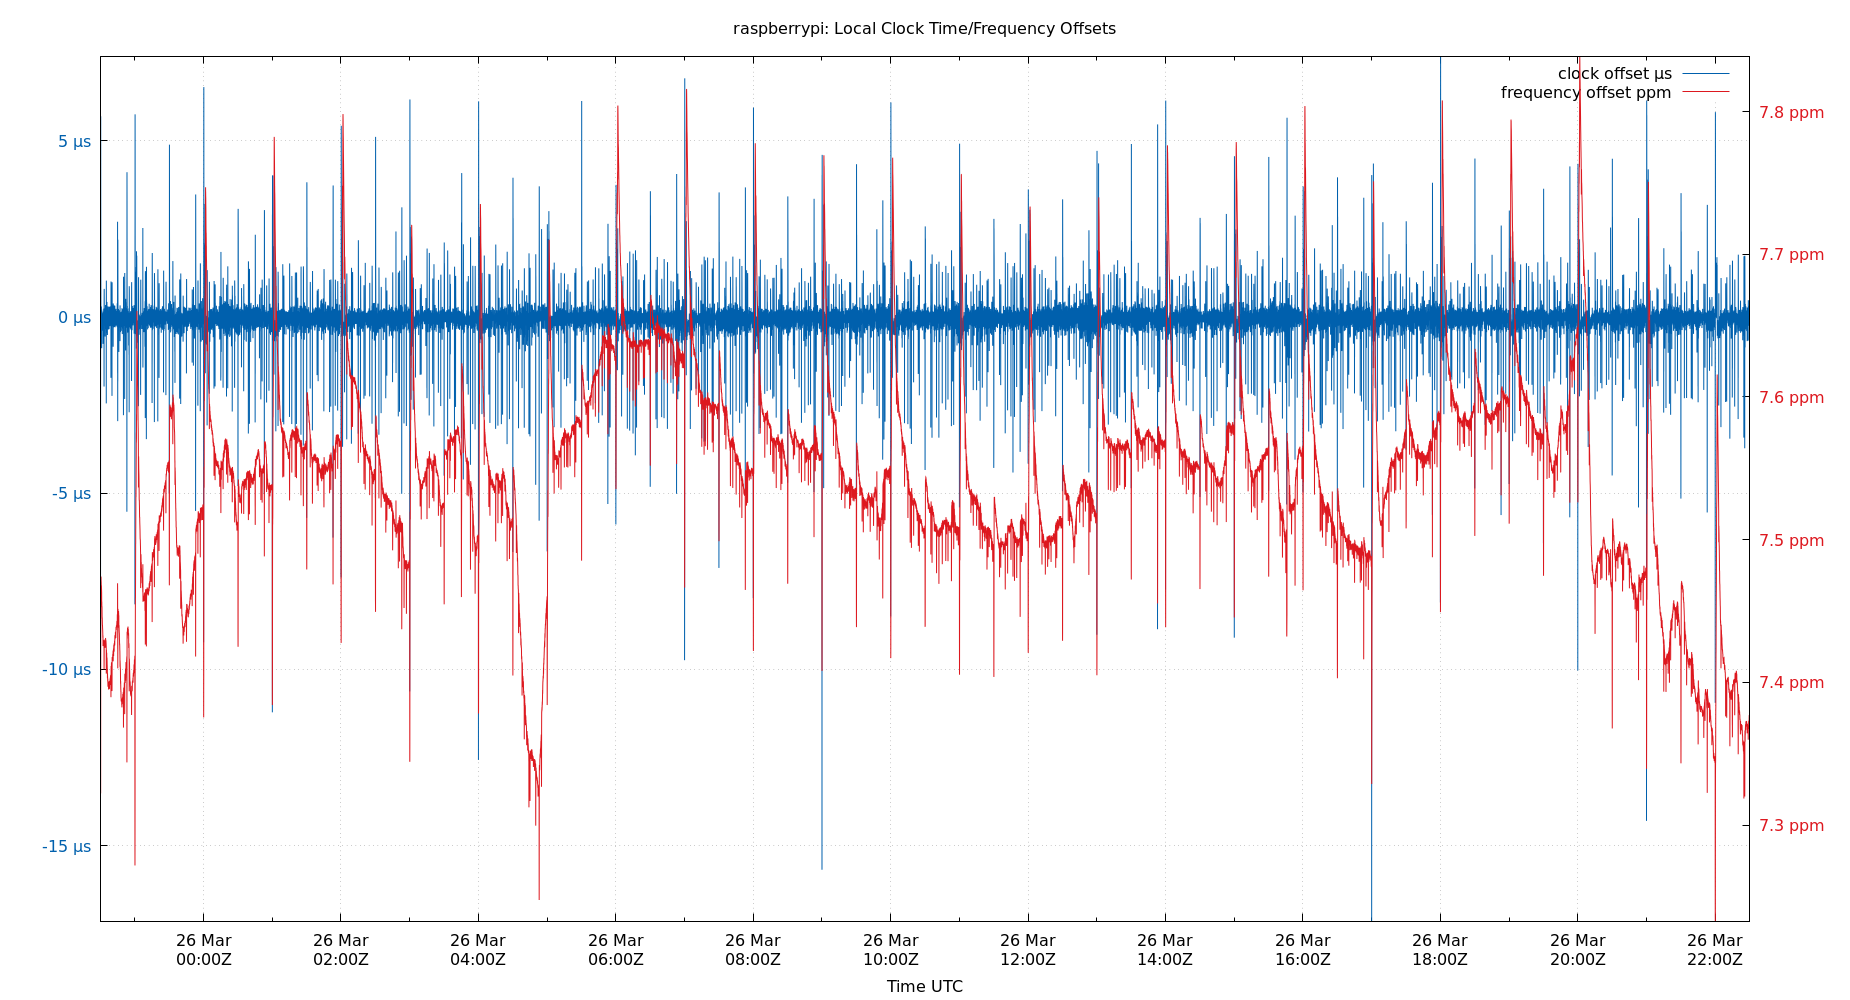 raspberrypi: Local Clock Time/Frequency Offsets
clock offset µs
frequency offset ppm
5 µs
0 µs
-5 µs
-10 µs
-15 µs
7.8 ppm
7.7 ppm
7.6 ppm
7.5 ppm
7.4 ppm
7.3 ppm
26 Mar
00:00Z
26 Mar
02:00Z
26 Mar
04:00Z
26 Mar
06:00Z
26 Mar
08:00Z
26 Mar
10:00Z
26 Mar
12:00Z
26 Mar
14:00Z
26 Mar
16:00Z
26 Mar
18:00Z
26 Mar
20:00Z
26 Mar
22:00Z
Time UTC